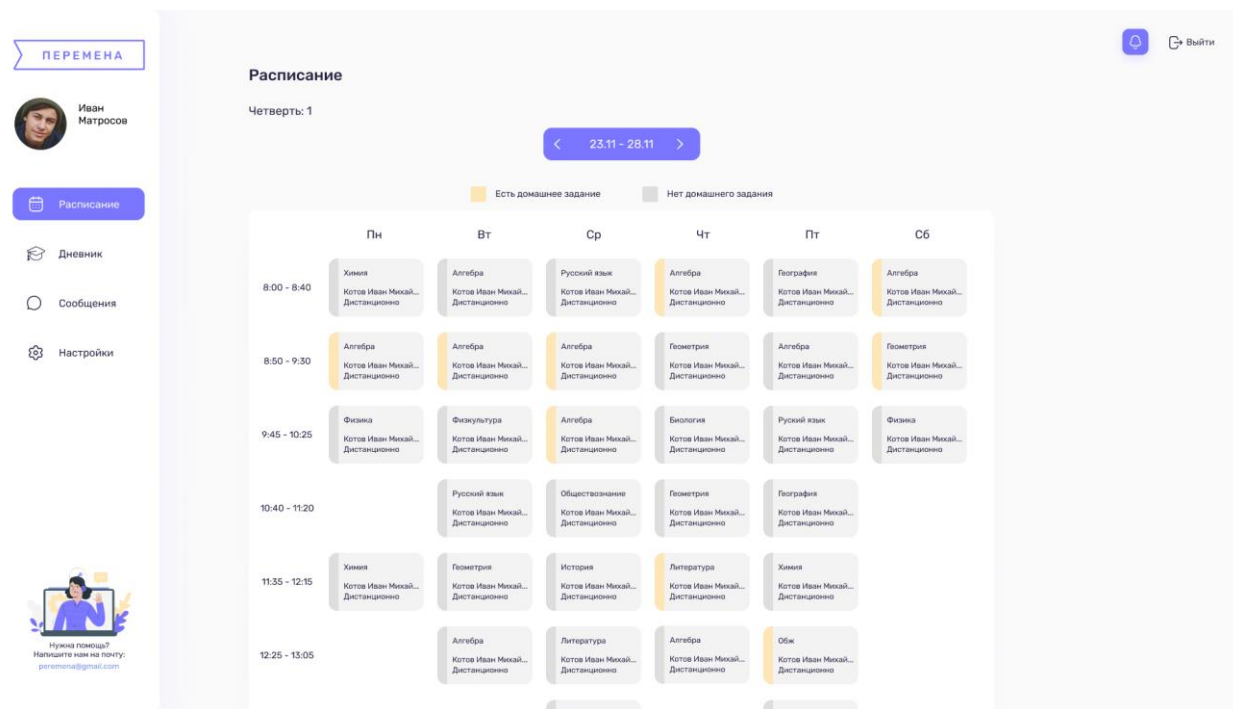 ПЕРЕМЕНА
Выйти
Расписание
Иван
Матросов
Четверть: 1
23.11 - 28.11
Есть домашнее задание
Нет домашнего задания
Расписание
Дневник
Сообщения
Настройки
Пн Вт Ср Чт Пт Сб
8:00 - 8:40
Химия Алгебра Русский язык Алгебра География Алгебра
Котов Иван Михай... Котов Иван Михай... Котов Иван Михай... Котов Иван Михай... Котов Иван Михай... Котов Иван Михай...
Дистанционно Дистанционно Дистанционно Дистанционно Дистанционно Дистанционно
8:50 - 9:30
Алгебра Алгебра Алгебра Геометрия Алгебра Геометрия
Котов Иван Михай... Котов Иван Михай... Котов Иван Михай... Котов Иван Михай... Котов Иван Михай... Котов Иван Михай...
Дистанционно Дистанционно Дистанционно Дистанционно Дистанционно Дистанционно
9:45 - 10:25
Физика Физкультура Алгебра Биология Руский язык Физика
Котов Иван Михай... Котов Иван Михай... Котов Иван Михай... Котов Иван Михай... Котов Иван Михай... Котов Иван Михай...
Дистанционно Дистанционно Дистанционно Дистанционно Дистанционно Дистанционно
10:40 - 11:20
Русский язык Обществознание Геометрия География
Котов Иван Михай... Котов Иван Михай... Котов Иван Михай... Котов Иван Михай...
Дистанционно Дистанционно Дистанционно Дистанционно
11:35 - 12:15
Химия Геометрия История Литература Химия
Котов Иван Михай... Котов Иван Михай... Котов Иван Михай... Котов Иван Михай... Котов Иван Михай...
Дистанционно Дистанционно Дистанционно Дистанционно Дистанционно
12:25 - 13:05
Алгебра Литература Алгебра Обж
Котов Иван Михай... Котов Иван Михай... Котов Иван Михай... Котов Иван Михай...
Дистанционно Дистанционно Дистанционно Дистанционно
Нужна помощь?
Напишите нам на почту:
peremena@gmail.com